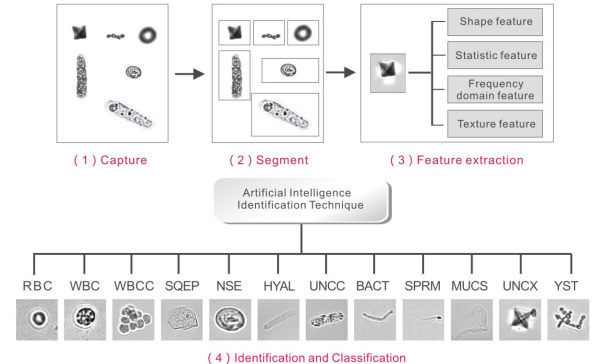 Shape feature
Statistic feature
Frequency
domain feature
Texture feature
( 1 ) Capture
( 2 ) Segment
( 3 ) Feature extraction
Artificial Intelligence
Identification Technique
RBC WBC WBCC SQEP NSE HYAL UNCC BACT SPRM MUCS UNCX YST
( 4 ) Identification and Classification